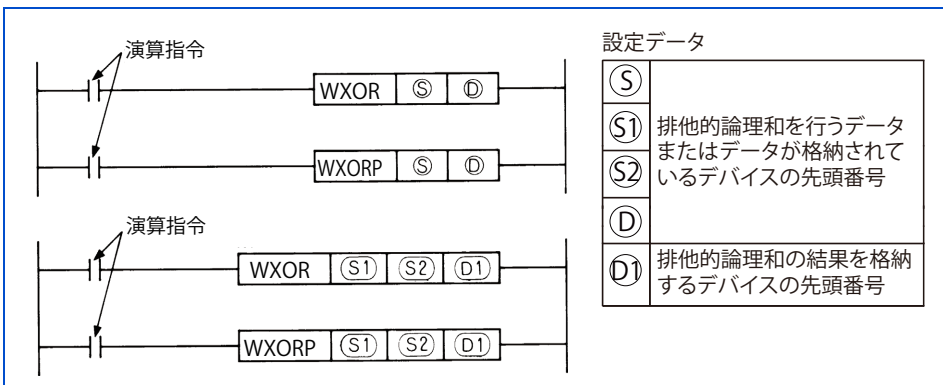 演算指令
WXOR Ⓢ Ⓓ
WXORP Ⓢ Ⓓ
演算指令
WXOR S1 S2 D1
WXORP S1 S2 D1
設定データ
Ⓢ
S1
S2
Ⓓ
排他的論理和を行うデータ
またはデータが格納されて
いるデバイスの先頭番号
D1
排他的論理和の結果を格納
するデバイスの先頭番号